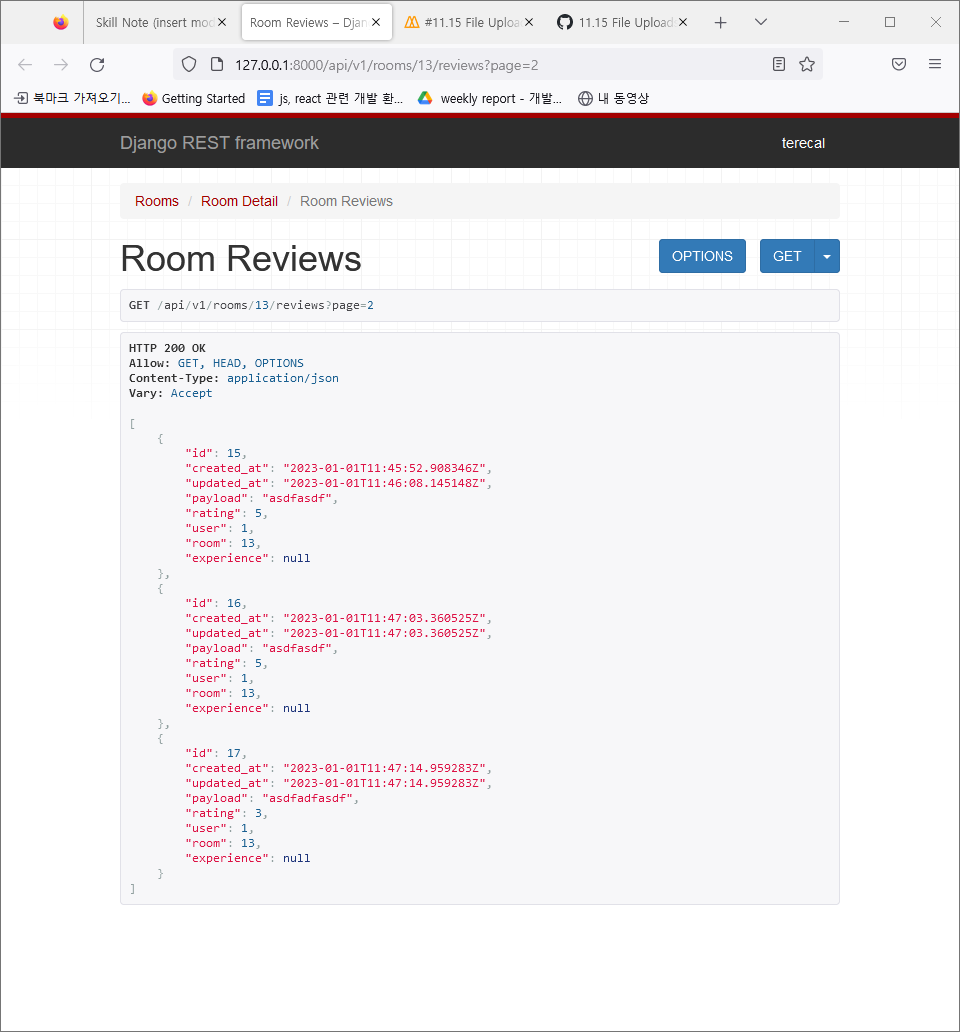 Skill Note (insert mod
Room Reviews – Djan
#11.15 File Uploa
11.15 File Upload
127.0.0.1:8000/api/v1/rooms/13/reviews?page=2
북마크 가져오기...
Getting Started
js, react 관련 개발 환...
weekly report - 개발...
내 동영상
Django REST framework
terecal
Rooms / Room Detail / Room Reviews
Room Reviews
OPTIONS
GET
GET /api/v1/rooms/13/reviews?page=2
HTTP 200 OK
Allow: GET, HEAD, OPTIONS
Content-Type: application/json
Vary: Accept
[
{
"id": 15,
"created_at": "2023-01-01T11:45:52.908346Z",
"updated_at": "2023-01-01T11:46:08.145148Z",
"payload": "asdfasdf",
"rating": 5,
"user": 1,
"room": 13,
"experience": null
},
{
"id": 16,
"created_at": "2023-01-01T11:47:03.360525Z",
"updated_at": "2023-01-01T11:47:03.360525Z",
"payload": "asdfasdf",
"rating": 5,
"user": 1,
"room": 13,
"experience": null
},
{
"id": 17,
"created_at": "2023-01-01T11:47:14.959283Z",
"updated_at": "2023-01-01T11:47:14.959283Z",
"payload": "asdfadfasdf",
"rating": 3,
"user": 1,
"room": 13,
"experience": null
}
]